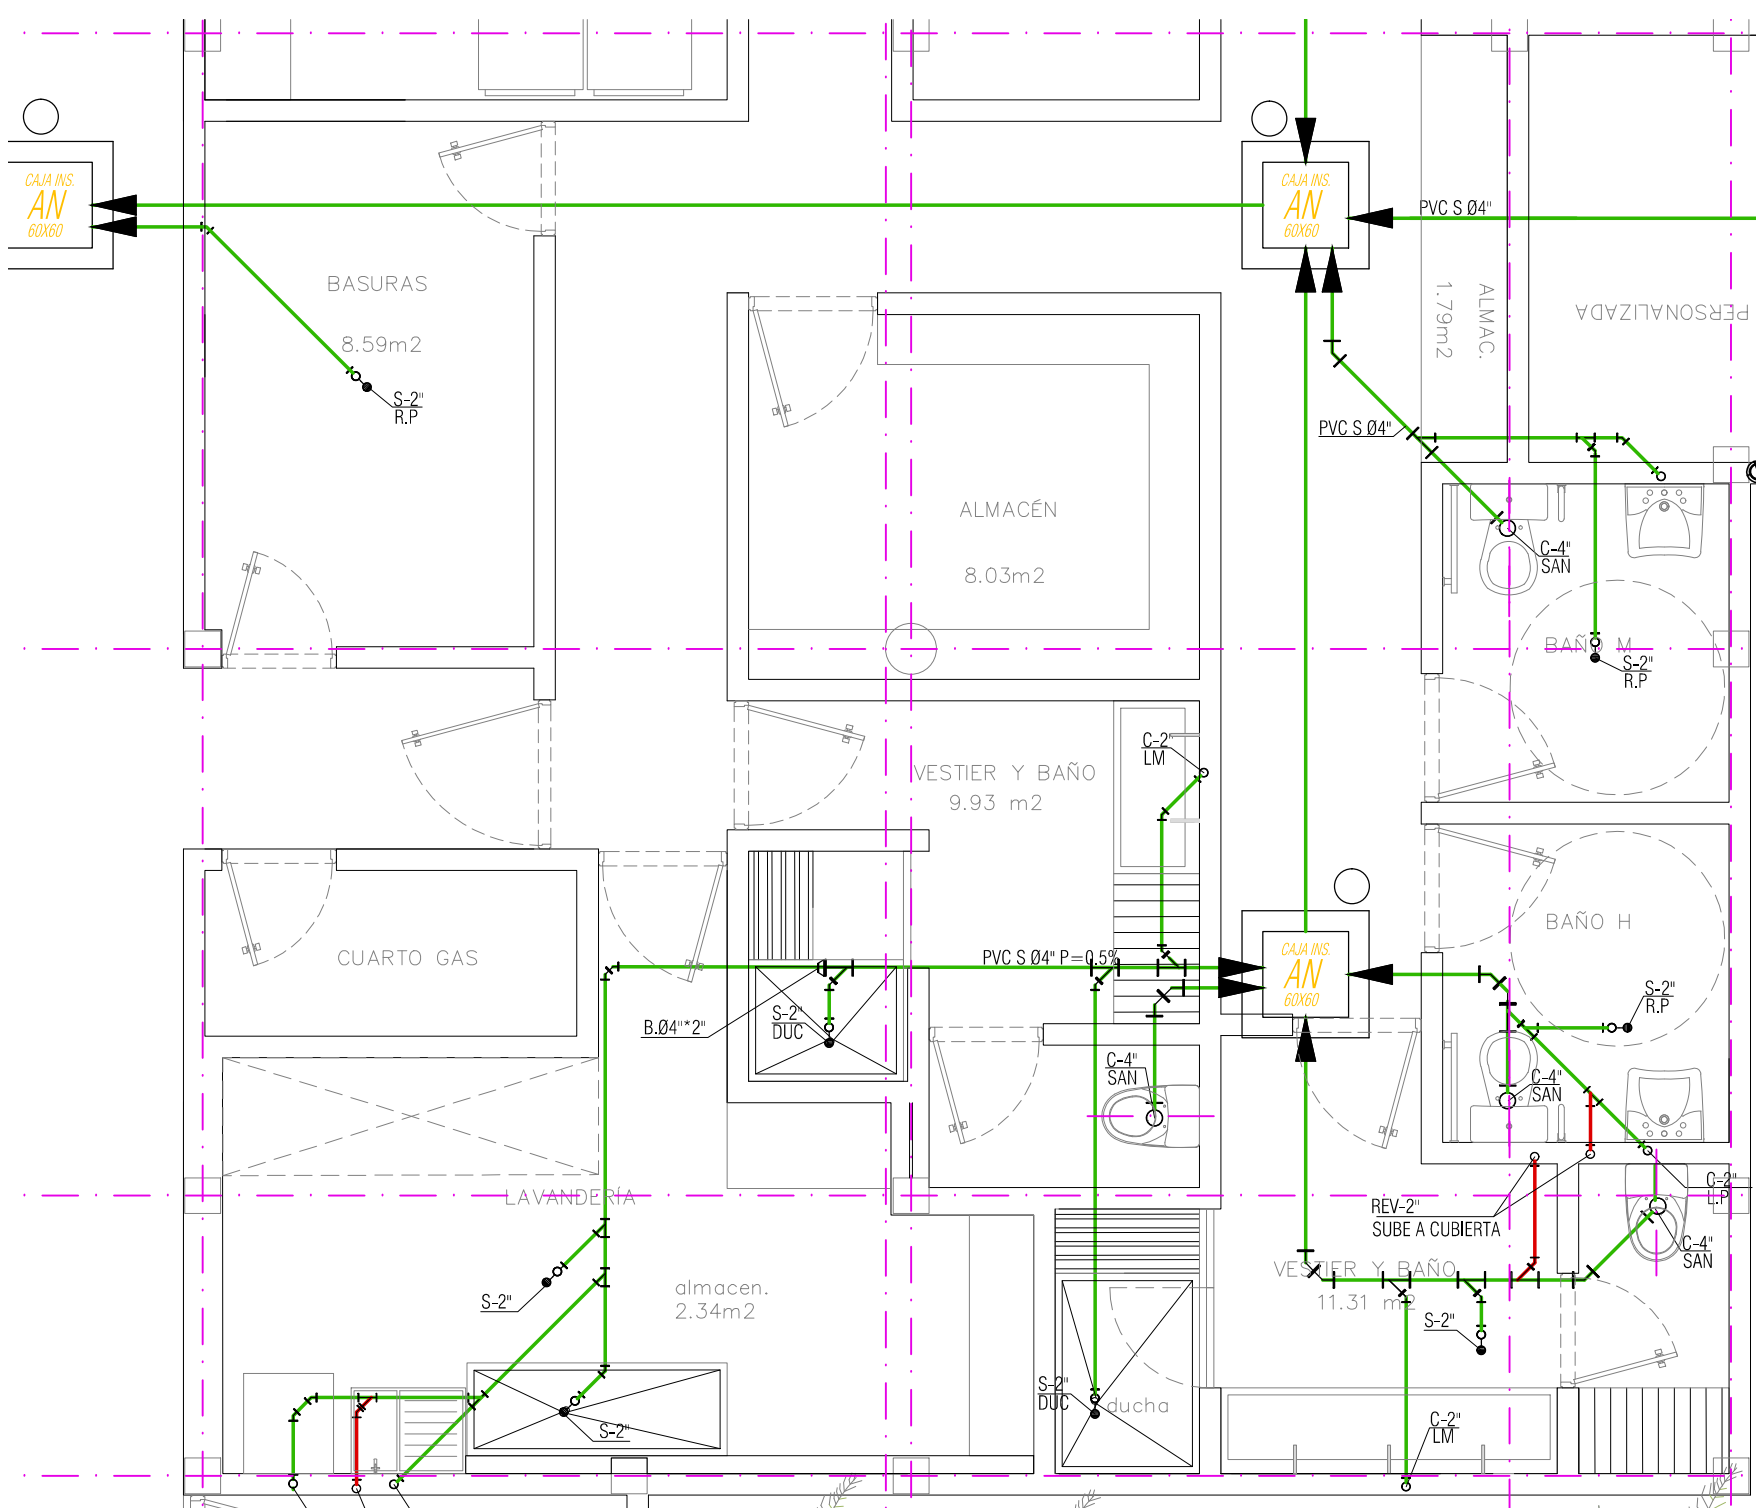 CAJA INS.
AN
60X60
CAJA INS.
AN
60X60
PVC S Ø4"
BASURAS
8.59m2
S-2"
R.P
ALMAC.
1.79m2
PERSONALIZADA
PVC S Ø4"
ALMACÉN
8.03m2
C-4"
SAN
BAÑO M
S-2"
R.P
C-2"
LM
VESTIER Y BAÑO
9.93 m2
BAÑO H
CUARTO GAS
PVC S Ø4" P=0.5%
CAJA INS.
AN
60X60
S-2"
R.P
B.Ø4"*2"
S-2"
DUC
C-4"
SAN
C-4"
SAN
LAVANDERÍA
REV-2"
SUBE A CUBIERTA
C-2"
L.P
C-4"
SAN
VESTIER Y BAÑO
11.31 m2
almacen.
2.34m2
S-2"
S-2"
S-2"
DUC
ducha
S-2"
C-2"
LM